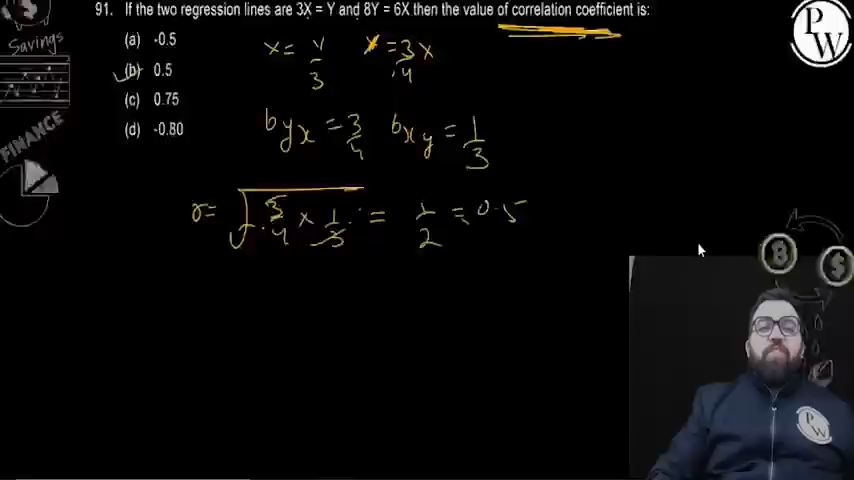 91. If the two regression lines are 3X = Y and 8Y = 6X then the value of correlation coefficient is:
(a) -0.5
(b) 0.5
(c) 0.75
(d) -0.80
x = y/3 y = 3/4 x
byx = 3/4 bxy = 1/3
r = √(3/4 × 1/3) = 1/2 = 0.5
Savings
FINANCE
PW
B
$
PW